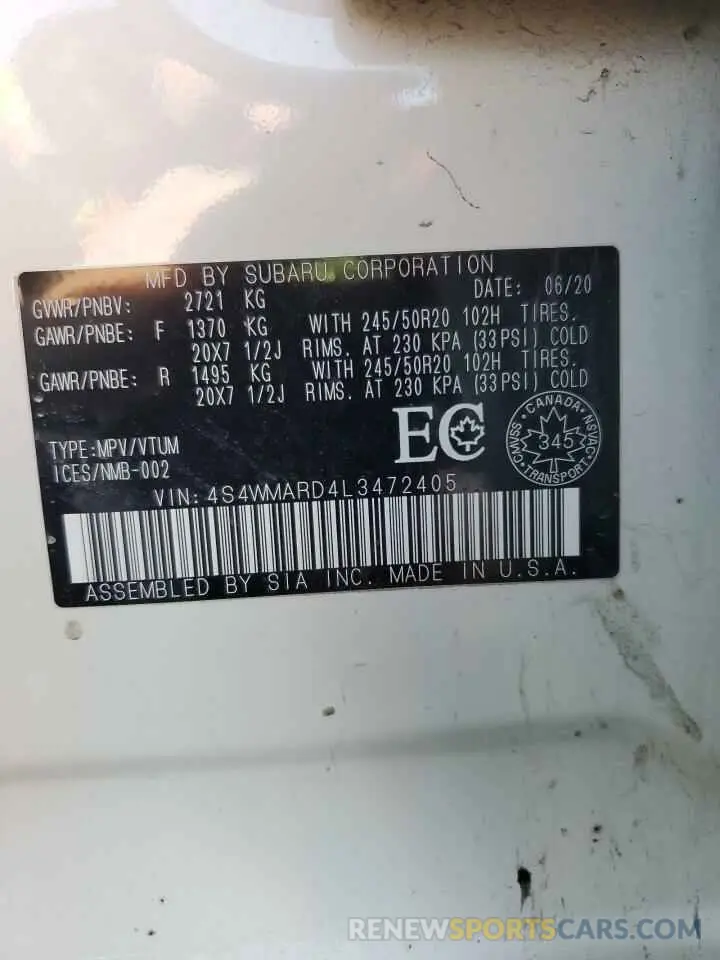 MFD BY SUBARU CORPORATION
GVWR/PNBV: 2721 KG DATE: 06/20
GAWR/PNBE: F 1370 KG WITH 245/50R20 102H TIRES.
20X7 1/2J RIMS. AT 230 KPA (33PSI) COLD
GAWR/PNBE: R 1495 KG WITH 245/50R20 102H TIRES.
20X7 1/2J RIMS. AT 230 KPA (33PSI) COLD
TYPE:MPV/VTUM
ICES/NMB-002
EC
CANADA
CMVSS 345 NSVAC
TRANSPORT
VIN: 4S4WMARD4L3472405
ASSEMBLED BY SIA INC. MADE IN U.S.A.
RENEWSPORTSCARS.COM